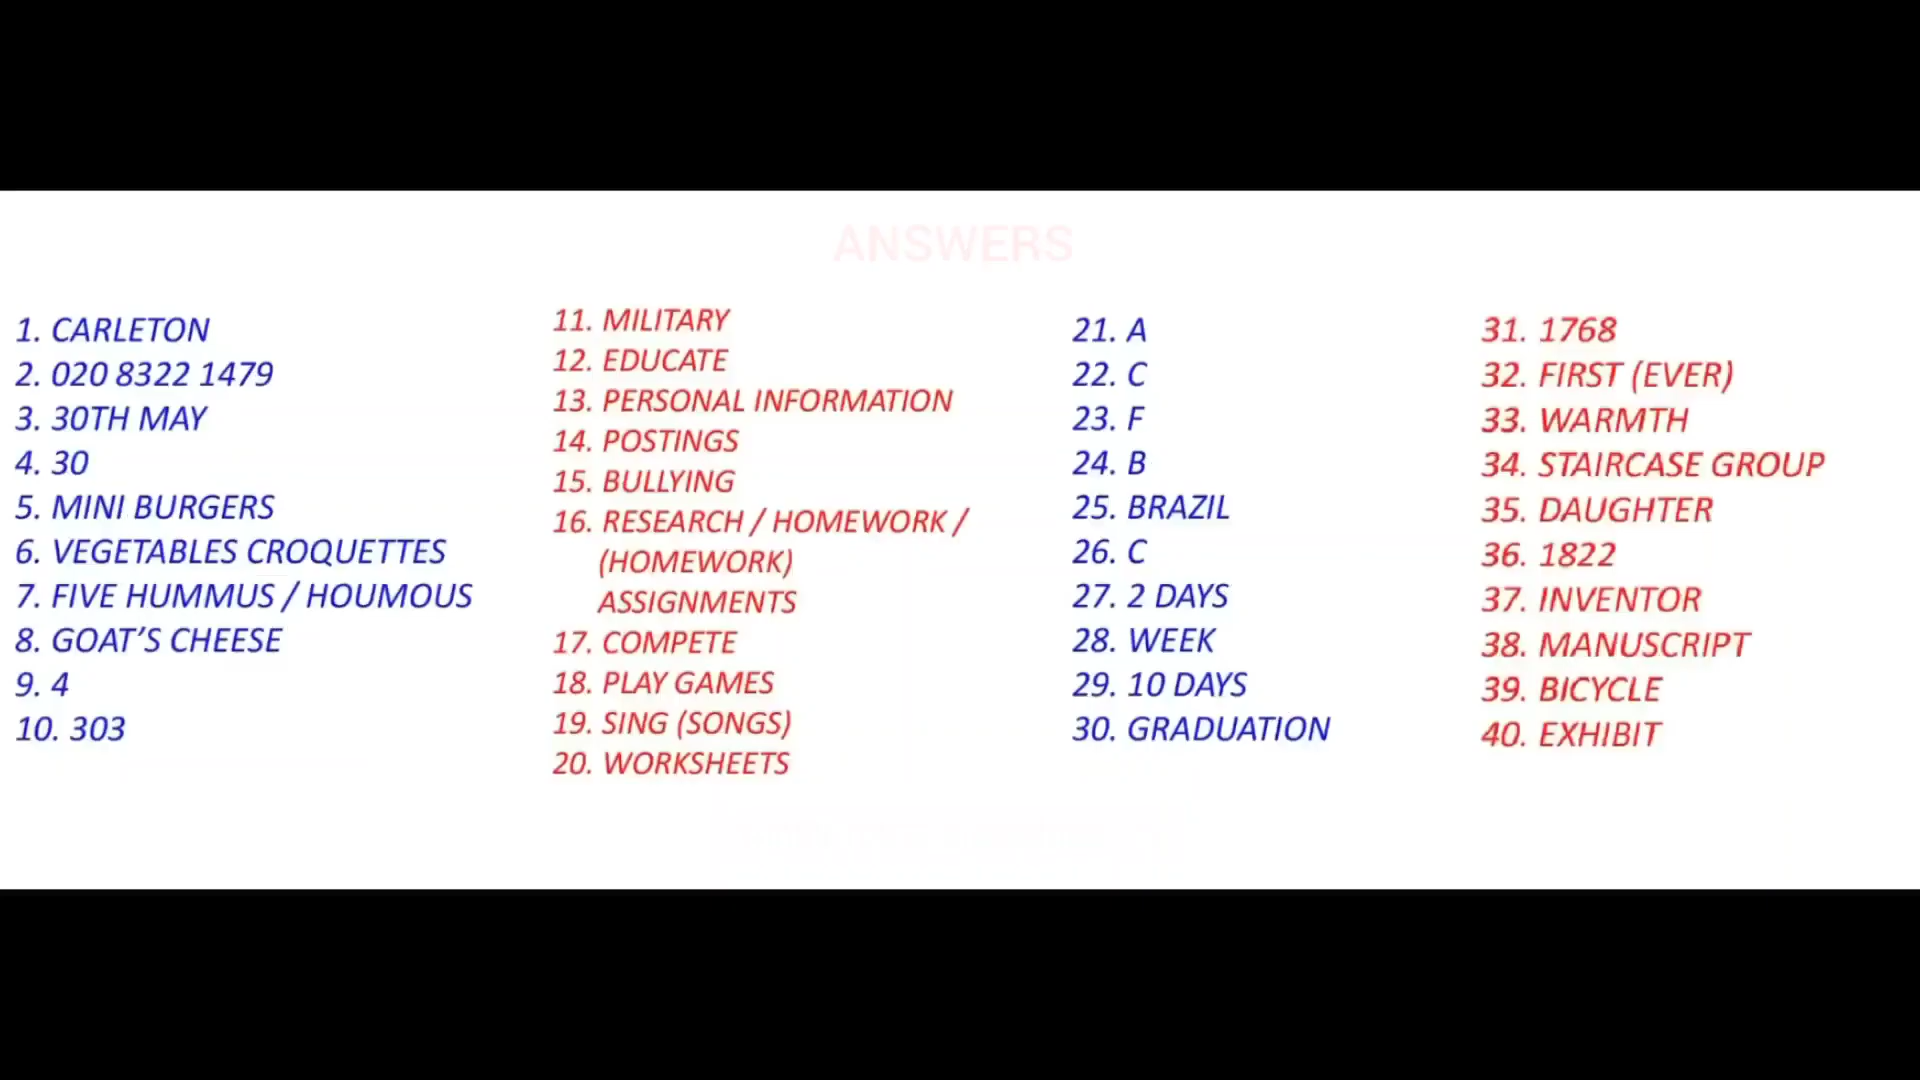 ANSWERS
1. CARLETON
2. 020 8322 1479
3. 30TH MAY
4. 30
5. MINI BURGERS
6. VEGETABLES CROQUETTES
7. FIVE HUMMUS / HOUMOUS
8. GOAT'S CHEESE
9. 4
10. 303
11. MILITARY
12. EDUCATE
13. PERSONAL INFORMATION
14. POSTINGS
15. BULLYING
16. RESEARCH / HOMEWORK /
(HOMEWORK)
ASSIGNMENTS
17. COMPETE
18. PLAY GAMES
19. SING (SONGS)
20. WORKSHEETS
21. A
22. C
23. F
24. B
25. BRAZIL
26. C
27. 2 DAYS
28. WEEK
29. 10 DAYS
30. GRADUATION
31. 1768
32. FIRST (EVER)
33. WARMTH
34. STAIRCASE GROUP
35. DAUGHTER
36. 1822
37. INVENTOR
38. MANUSCRIPT
39. BICYCLE
40. EXHIBIT